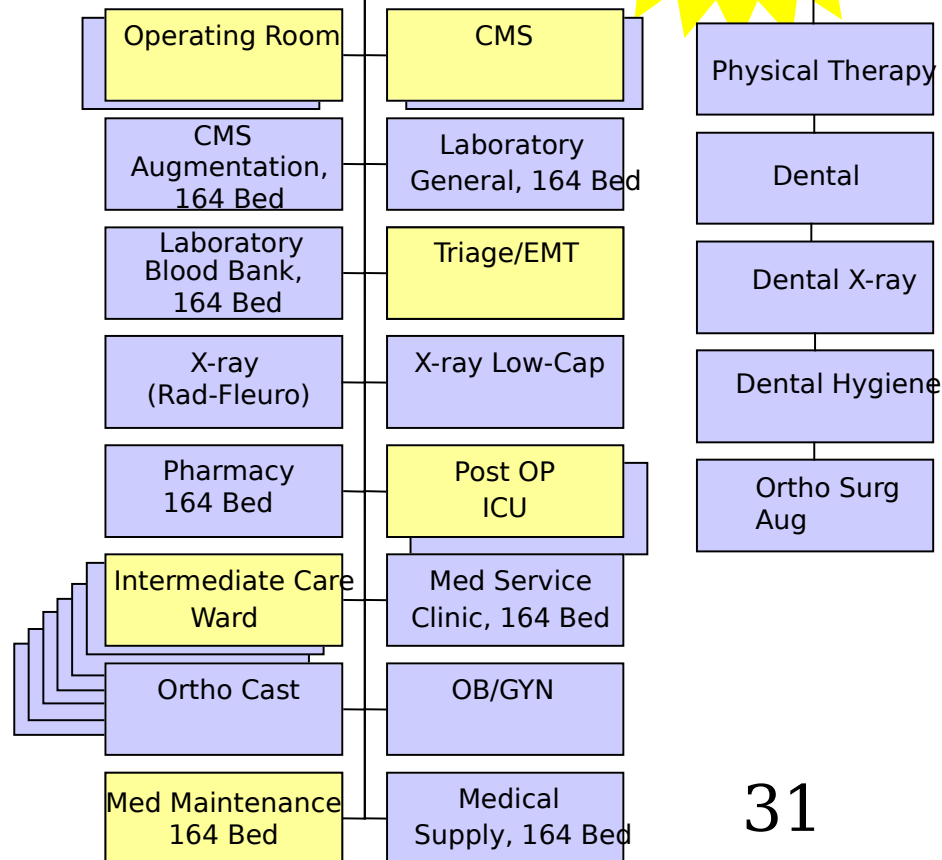 Operating Room
CMS
Physical Therapy
CMS
Augmentation,
164 Bed
Laboratory
General, 164 Bed
Dental
Laboratory
Blood Bank,
164 Bed
Triage/EMT
Dental X-ray
X-ray
(Rad-Fleuro)
X-ray Low-Cap
Dental Hygiene
Pharmacy
164 Bed
Post OP
ICU
Ortho Surg
Aug
Intermediate Care
Ward
Med Service
Clinic, 164 Bed
Ortho Cast
OB/GYN
Med Maintenance
164 Bed
Medical
Supply, 164 Bed
31